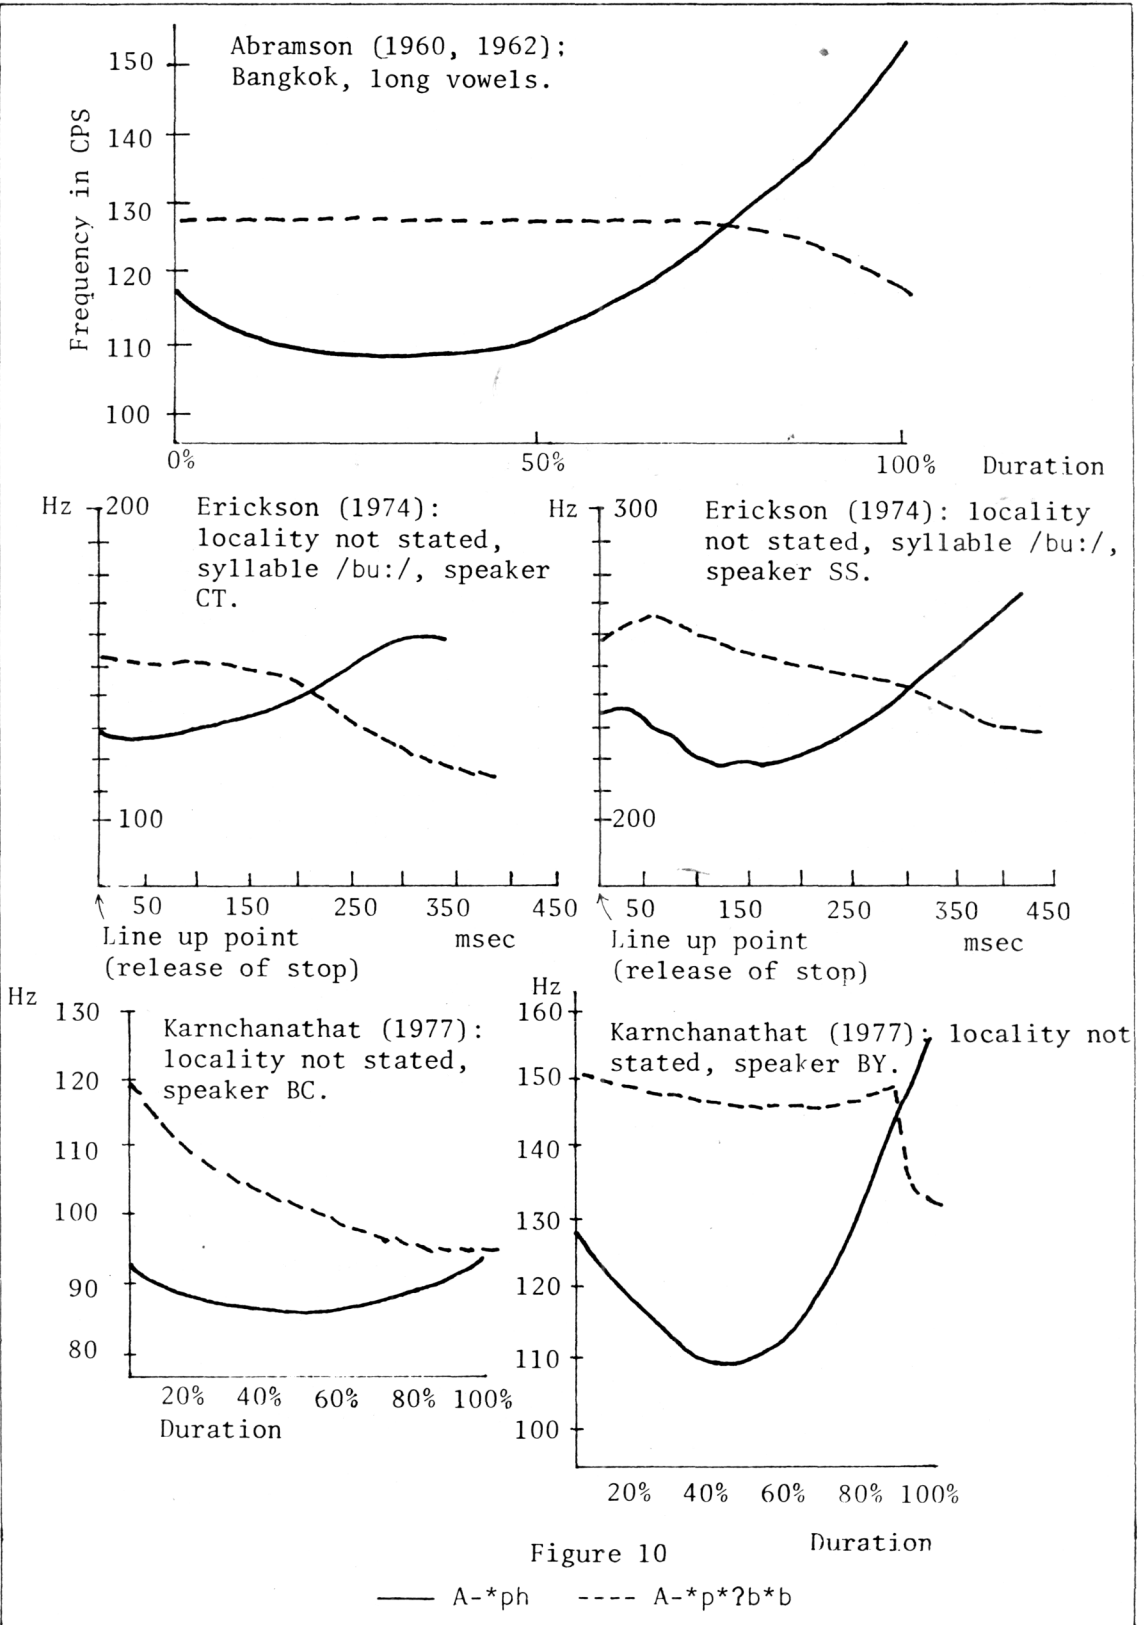 Abramson (1960, 1962);
Bangkok, long vowels.
Frequency in CPS
150
140
130
120
110
100
0%
50%
100%
Duration
Hz
200
Erickson (1974):
locality not stated,
syllable /bu:/, speaker
CT.
100
50
150
250
350
450
Line up point
(release of stop)
msec
Hz
300
Erickson (1974): locality
not stated, syllable /bu:/,
speaker SS.
200
50
150
250
350
450
Line up point
(release of stop)
msec
Hz
130
120
110
100
90
80
Karnchanathat (1977):
locality not stated,
speaker BC.
20% 40% 60% 80% 100%
Duration
Hz
160
150
140
130
120
110
100
Karnchanathat (1977): locality not
stated, speaker BY.
20% 40% 60% 80% 100%
Duration
Figure 10
A-*ph
A-*p*?b*b